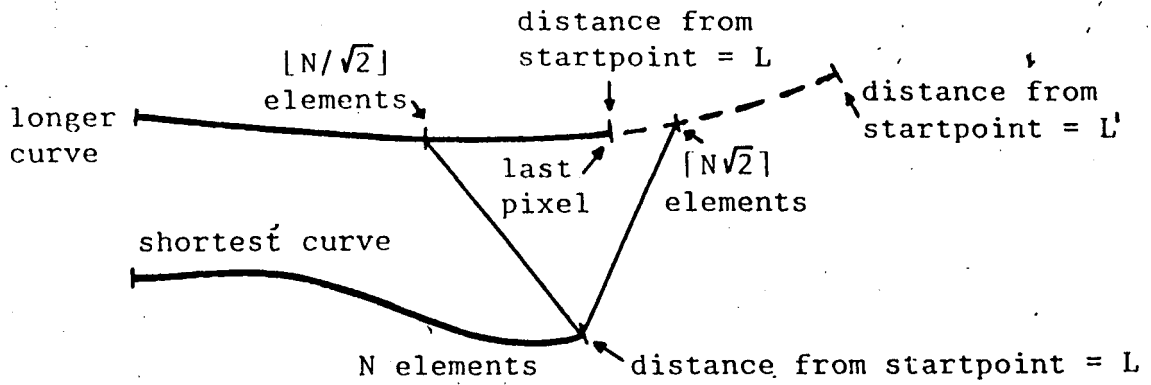 distance from
startpoint = L
⌊N/√2⌋
elements
distance from
startpoint = L'
longer
curve
last
pixel
⌈N√2⌉
elements
shortest curve
N elements
distance from startpoint = L